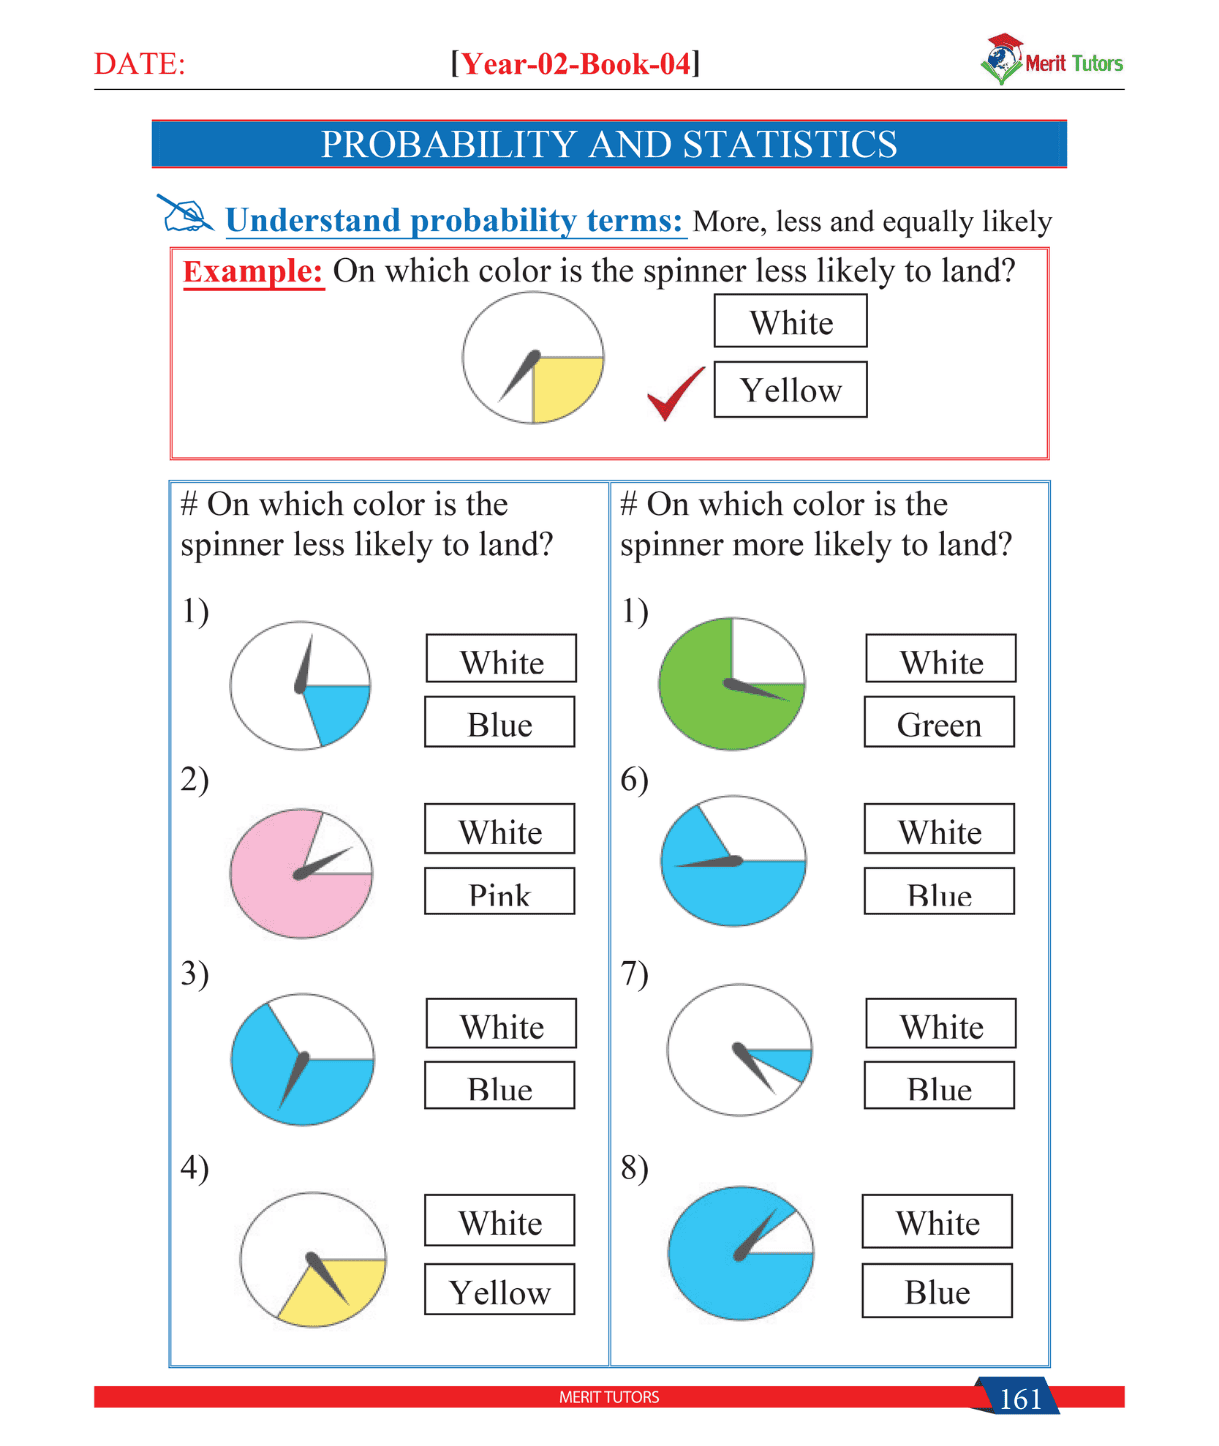 DATE:
[Year-02-Book-04]
Merit Tutors
PROBABILITY AND STATISTICS
Understand probability terms: More, less and equally likely
Example: On which color is the spinner less likely to land?
White
Yellow
# On which color is the
spinner less likely to land?
1)
White
Blue
2)
White
Pink
3)
White
Blue
4)
White
Yellow
# On which color is the
spinner more likely to land?
1)
White
Green
6)
White
Blue
7)
White
Blue
8)
White
Blue
MERIT TUTORS
161